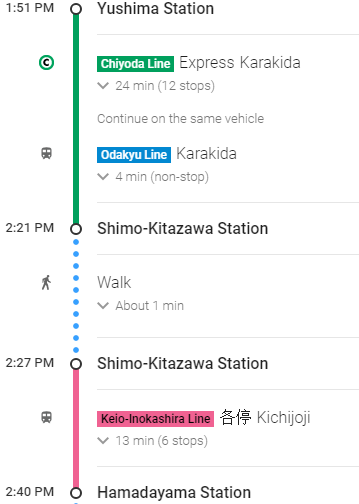 1:51 PM Yushima Station
C Chiyoda Line Express Karakida
24 min (12 stops)
Continue on the same vehicle
Odakyu Line Karakida
4 min (non-stop)
2:21 PM Shimo-Kitazawa Station
Walk
About 1 min
2:27 PM Shimo-Kitazawa Station
Keio-Inokashira Line 各停 Kichijoji
13 min (6 stops)
2:40 PM Hamadayama Station